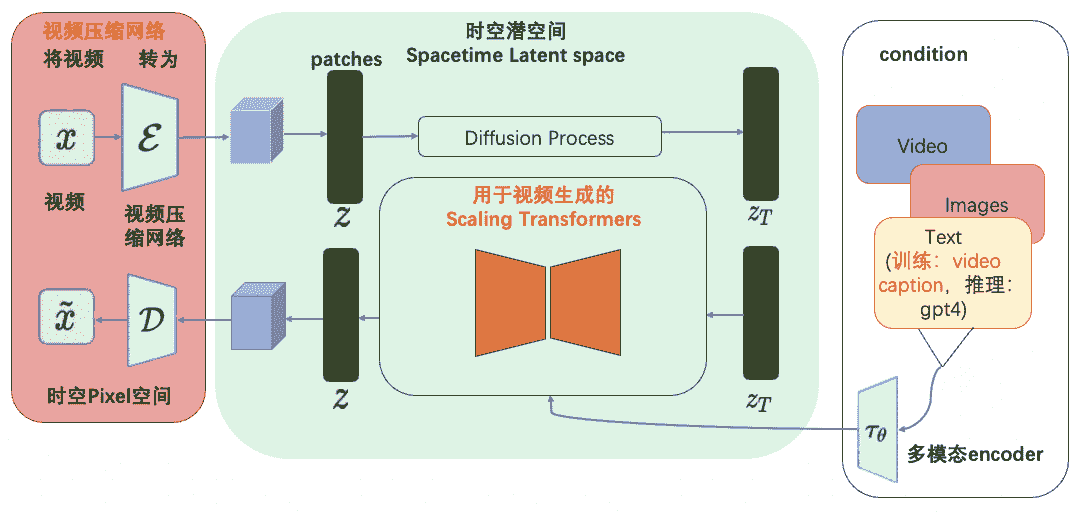 视频压缩网络
将视频 转为
x
ℰ
视频
视频压
缩网络
x̃
𝒟
时空Pixel空间
时空潜空间
Spacetime Latent space
patches
z
Diffusion Process
z_T
用于视频生成的
Scaling Transformers
z
z_T
condition
Video
Images
Text
(训练：video
caption，推理：
gpt4)
τ_θ
多模态encoder